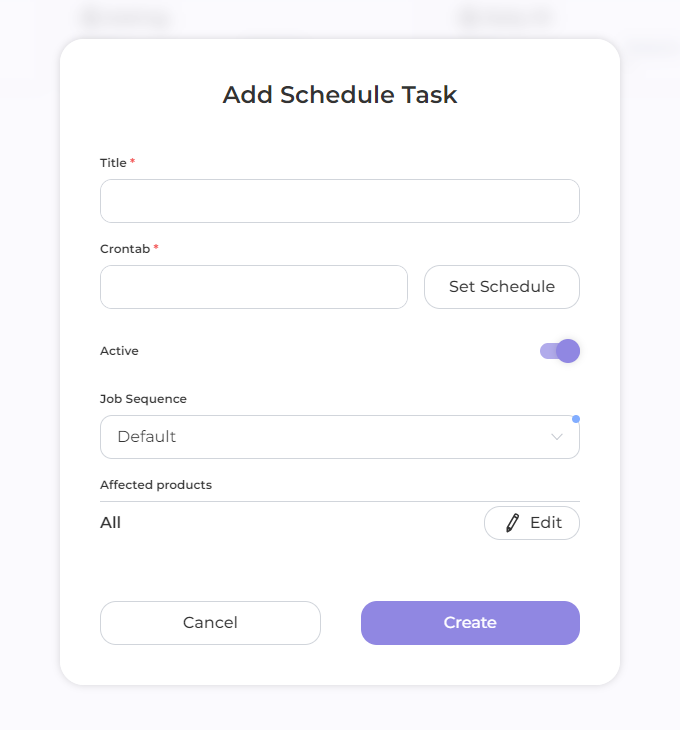 Add Schedule Task
Title *
Crontab *
Set Schedule
Active
Job Sequence
Default
Affected products
All
Edit
Cancel
Create